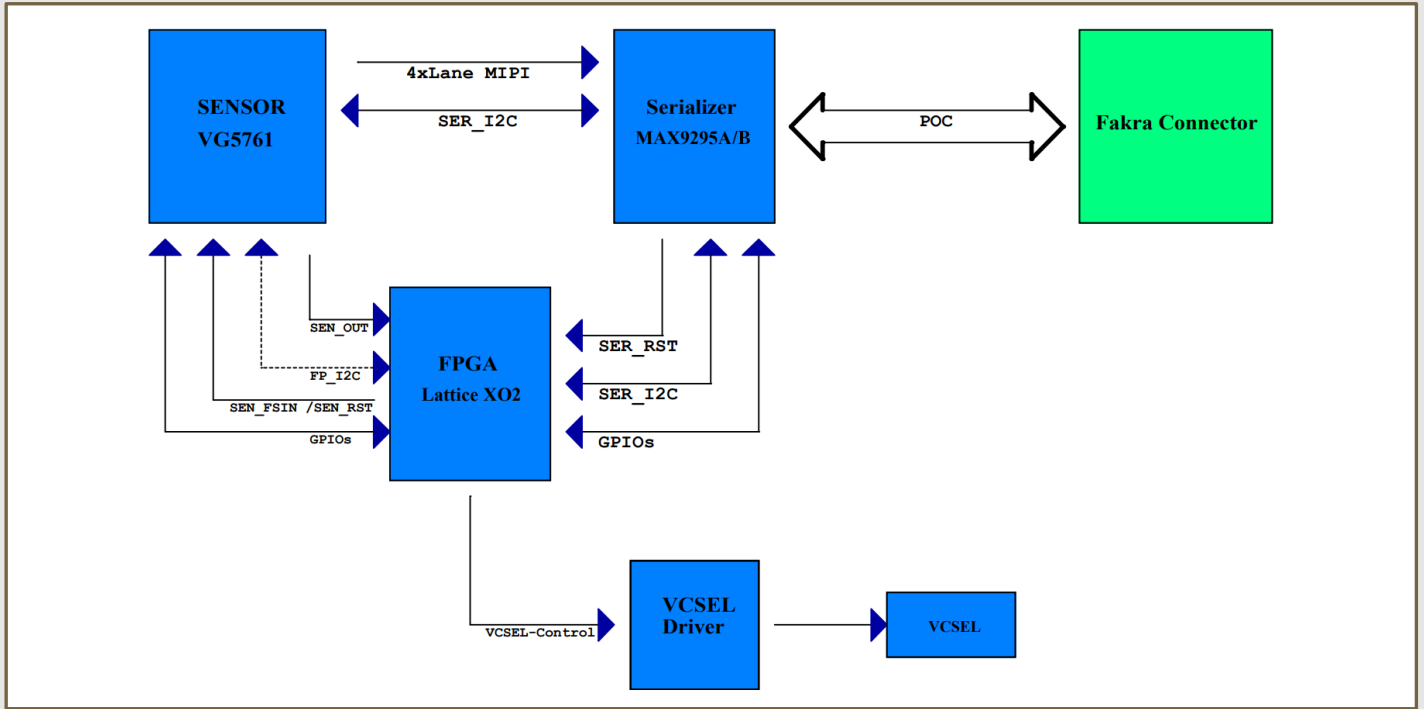 SENSOR
VG5761
4xLane MIPI
SER_I2C
Serializer
MAX9295A/B
POC
Fakra Connector
SEN_OUT
FP_I2C
SEN_FSIN /SEN_RST
GPIOs
FPGA
Lattice XO2
SER_RST
SER_I2C
GPIOs
VCSEL-Control
VCSEL
Driver
VCSEL